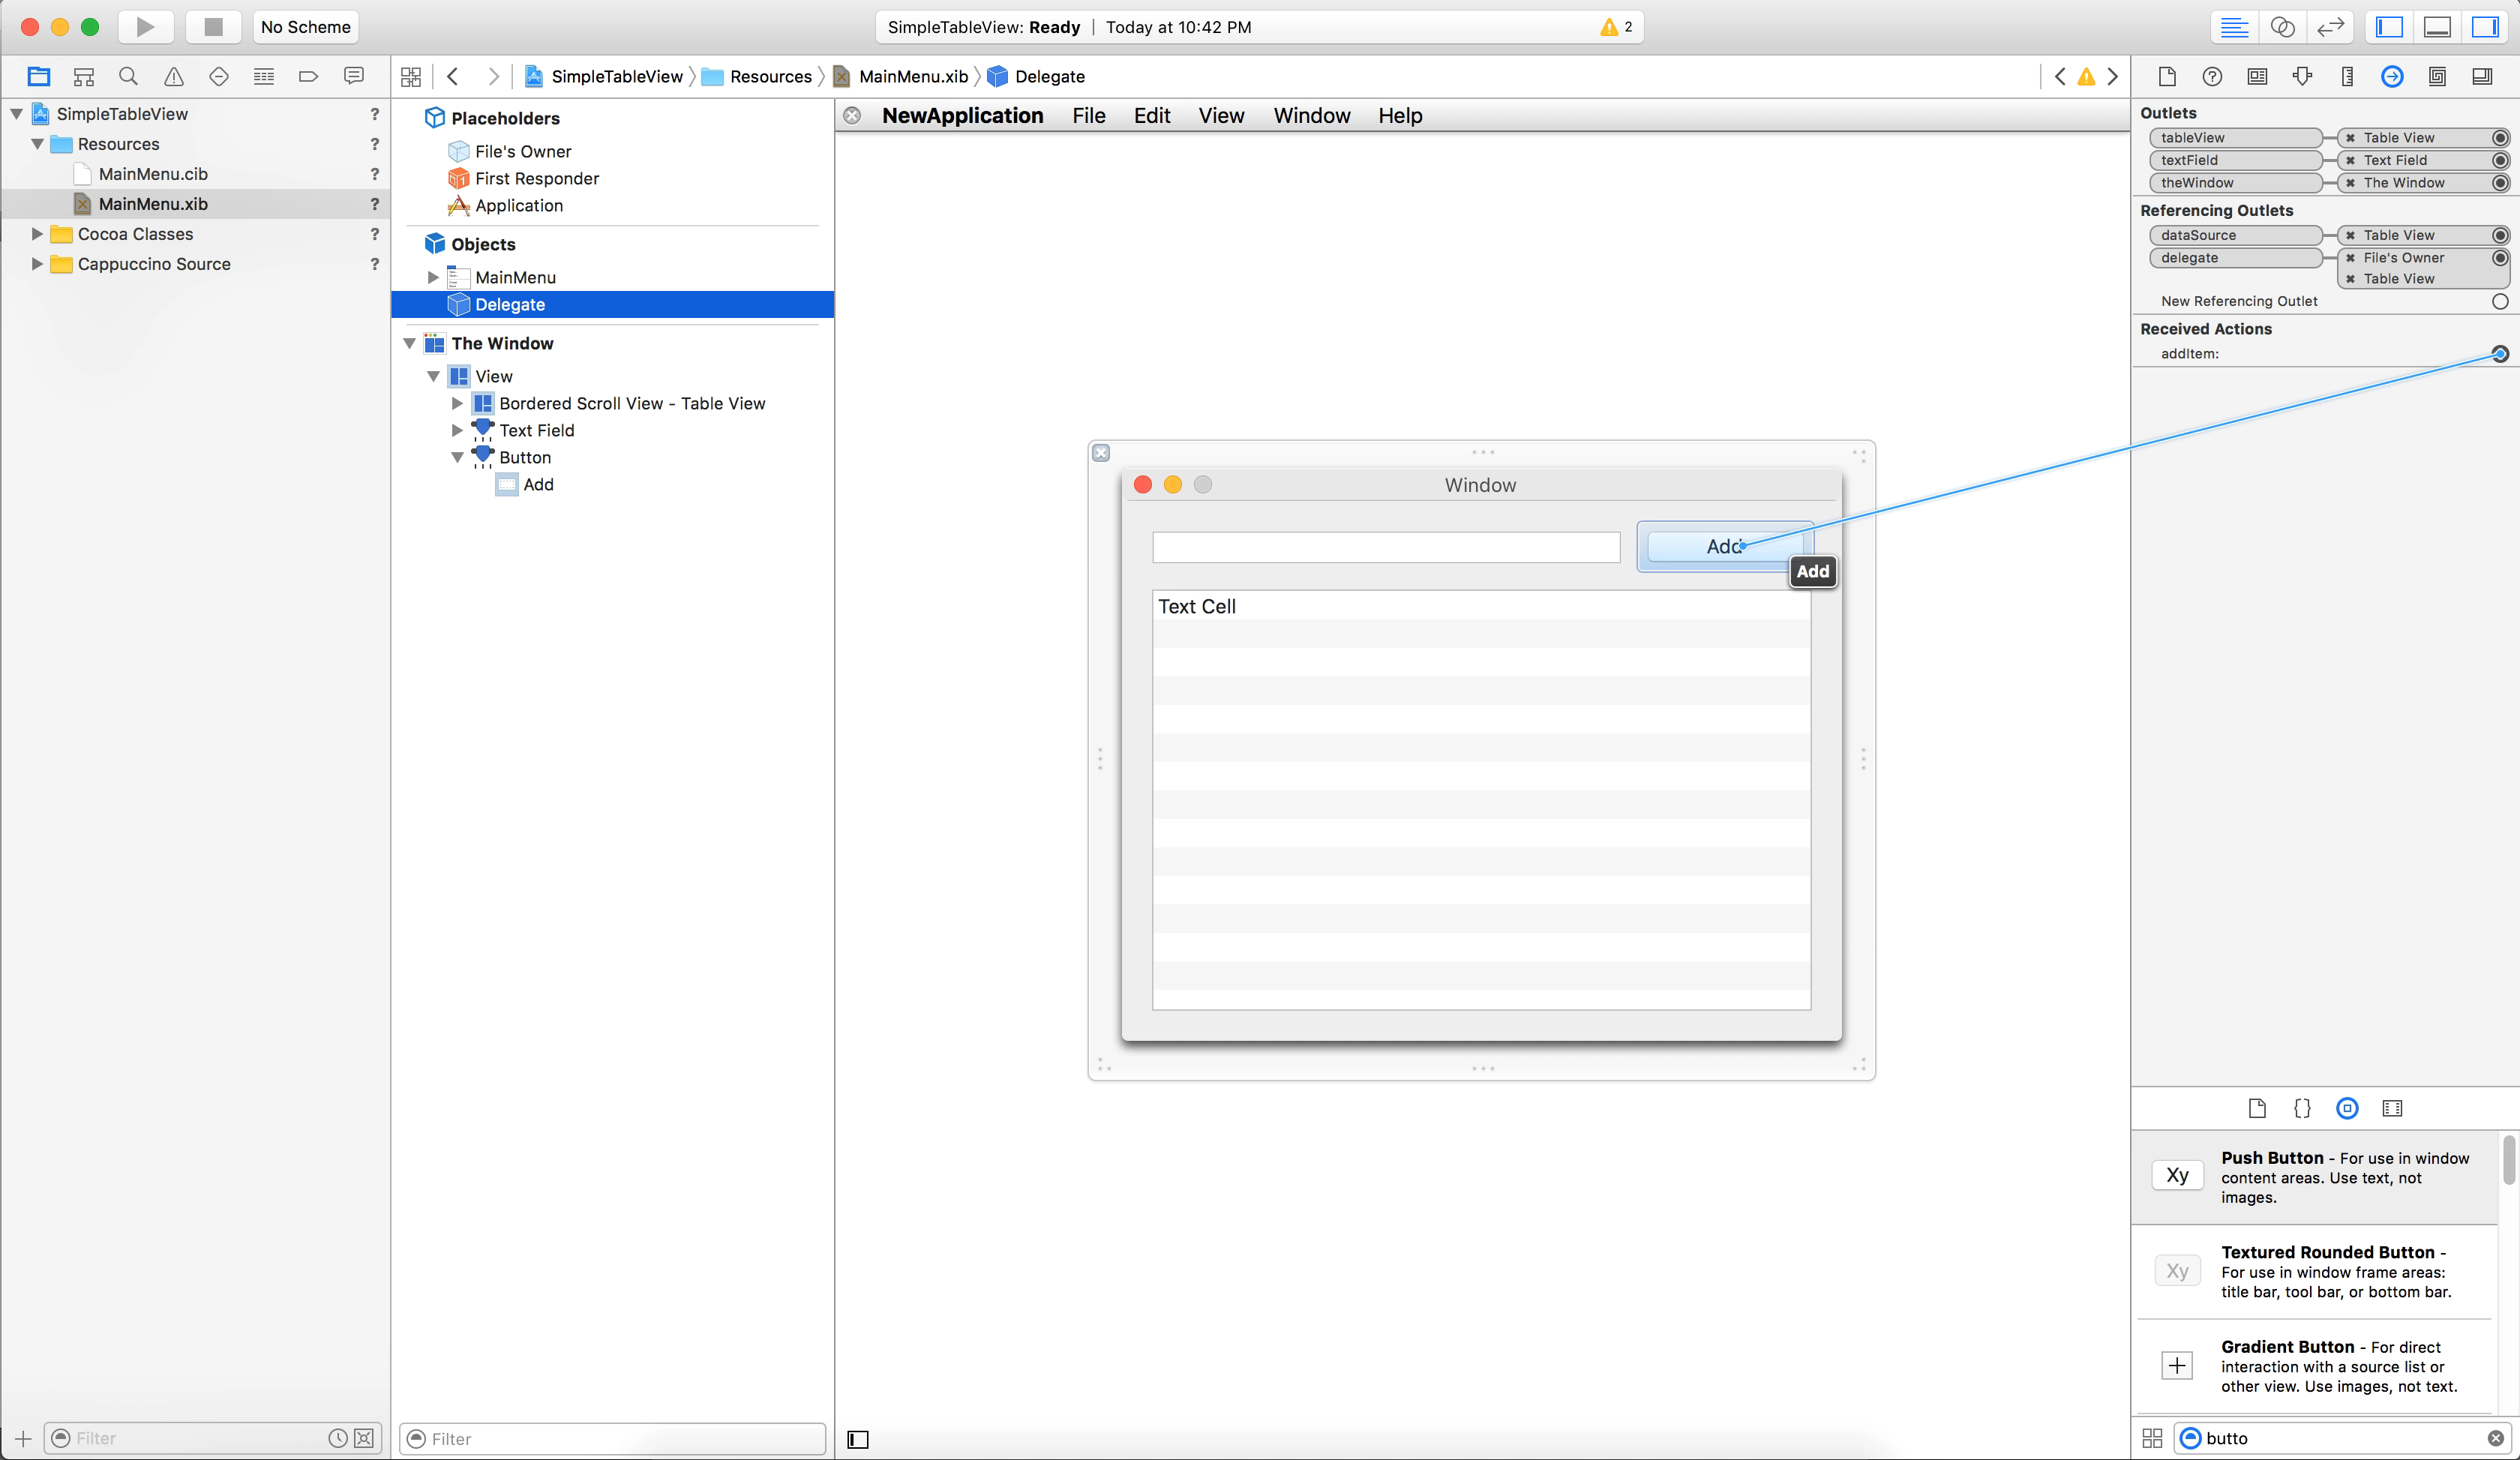 No Scheme
SimpleTableView: Ready | Today at 10:42 PM
2
SimpleTableView
Resources
MainMenu.xib
Delegate
SimpleTableView ?
Resources ?
MainMenu.cib ?
MainMenu.xib ?
Cocoa Classes ?
Cappuccino Source ?
Filter
Placeholders
File's Owner
First Responder
Application
Objects
MainMenu
Delegate
The Window
View
Bordered Scroll View - Table View
Text Field
Button
Add
Filter
NewApplication File Edit View Window Help
Window
Add
Add
Text Cell
Outlets
tableView Table View
textField Text Field
theWindow The Window
Referencing Outlets
dataSource Table View
delegate File's Owner
Table View
New Referencing Outlet
Received Actions
addItem:
{}
Xy
Push Button - For use in window
content areas. Use text, not
images.
Xy
Textured Rounded Button -
For use in window frame areas:
title bar, tool bar, or bottom bar.
Gradient Button - For direct
interaction with a source list or
other view. Use images, not text.
butto